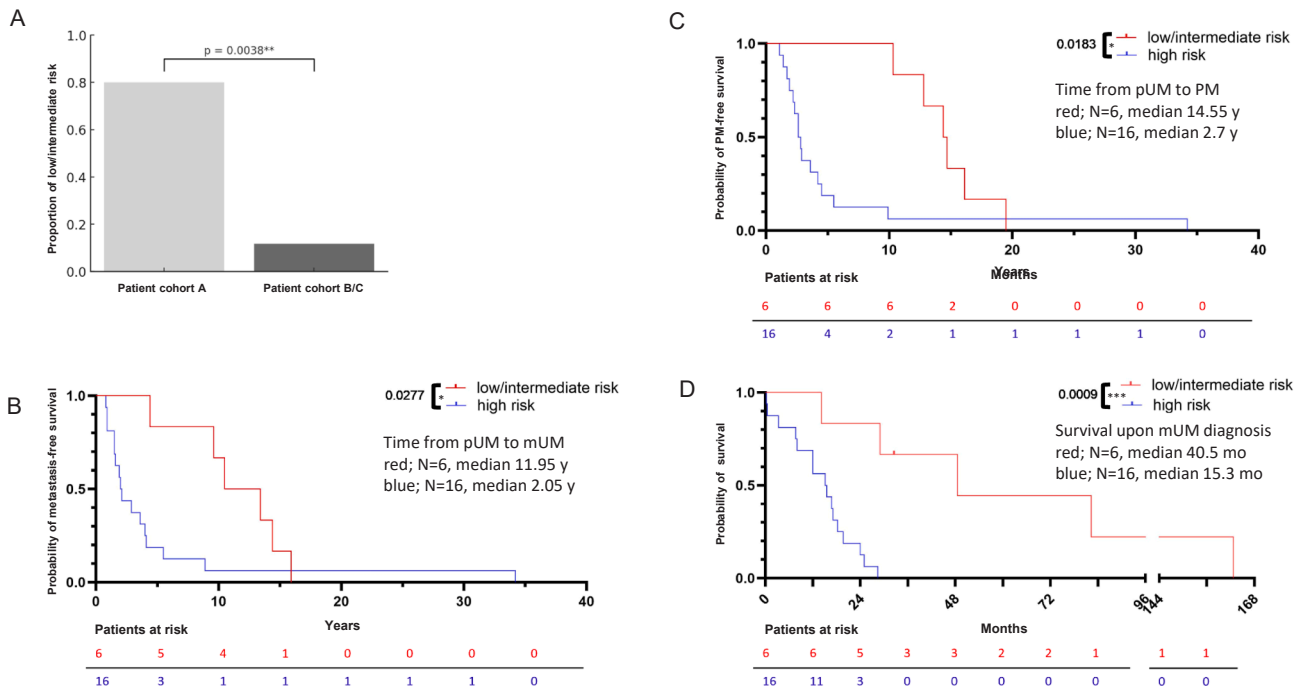 A
1.0
0.8
0.6
0.4
0.2
0.0
Proportion of low/intermediate risk
p = 0.0038**
Patient cohort A
Patient cohort B/C
B
1.0
0.5
0.0
Probability of metastasis-free survival
0.0277
*
low/intermediate risk
high risk
Time from pUM to mUM
red; N=6, median 11.95 y
blue; N=16, median 2.05 y
0 10 20 30 40
Years
Patients at risk
6 5 4 1 0 0 0 0
16 3 1 1 1 1 1 0
C
1.0
0.5
0.0
Probability of PM-free survival
0.0183
*
low/intermediate risk
high risk
Time from pUM to PM
red; N=6, median 14.55 y
blue; N=16, median 2.7 y
0 10 20 30 40
Years
Months
Patients at risk
6 6 6 2 0 0 0 0
16 4 2 1 1 1 1 0
D
1.0
0.5
0.0
Probability of survival
0.0009
***
low/intermediate risk
high risk
Survival upon mUM diagnosis
red; N=6, median 40.5 mo
blue; N=16, median 15.3 mo
0 24 48 72 96 144 168
Patients at risk
Months
6 6 5 3 3 2 2 1 1 1
16 11 3 0 0 0 0 0 0 0